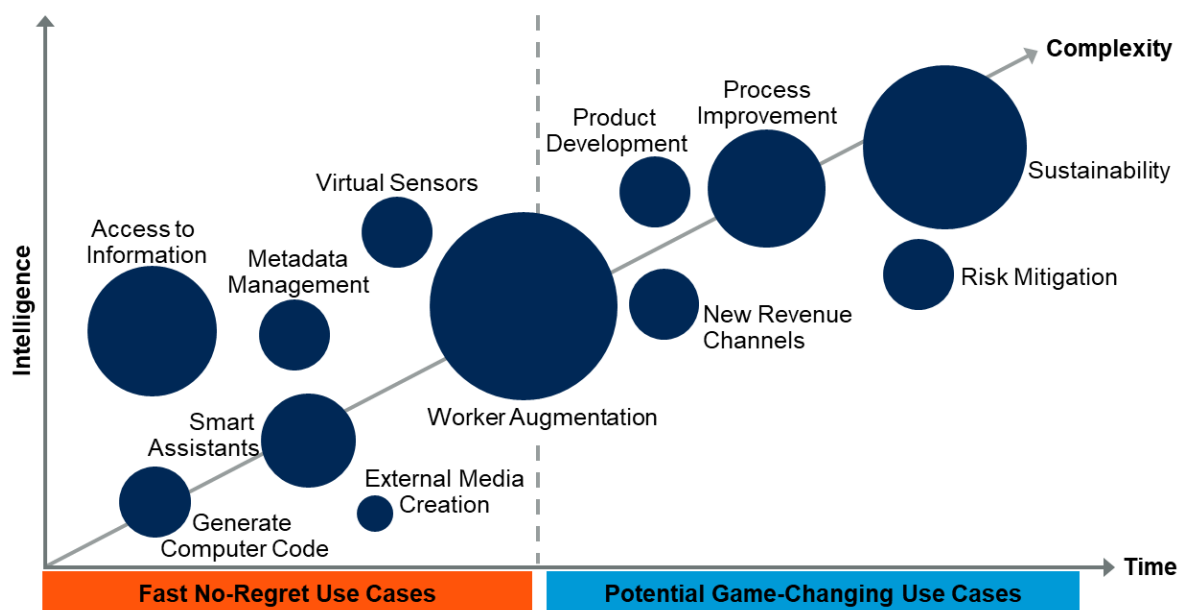 Complexity
Process
Improvement
Product
Development
Sustainability
Virtual Sensors
Access to
Information
Metadata
Management
Risk Mitigation
New Revenue
Channels
Intelligence
Worker Augmentation
Smart
Assistants
External Media
Creation
Generate
Computer Code
Time
Fast No-Regret Use Cases
Potential Game-Changing Use Cases